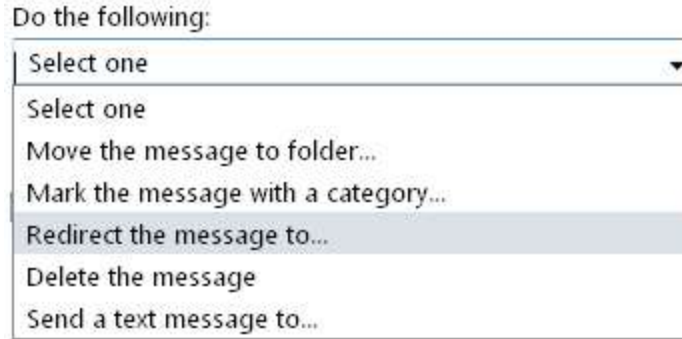 Do the following:
Select one
Select one
Move the message to folder...
Mark the message with a category...
Redirect the message to...
Delete the message
Send a text message to...